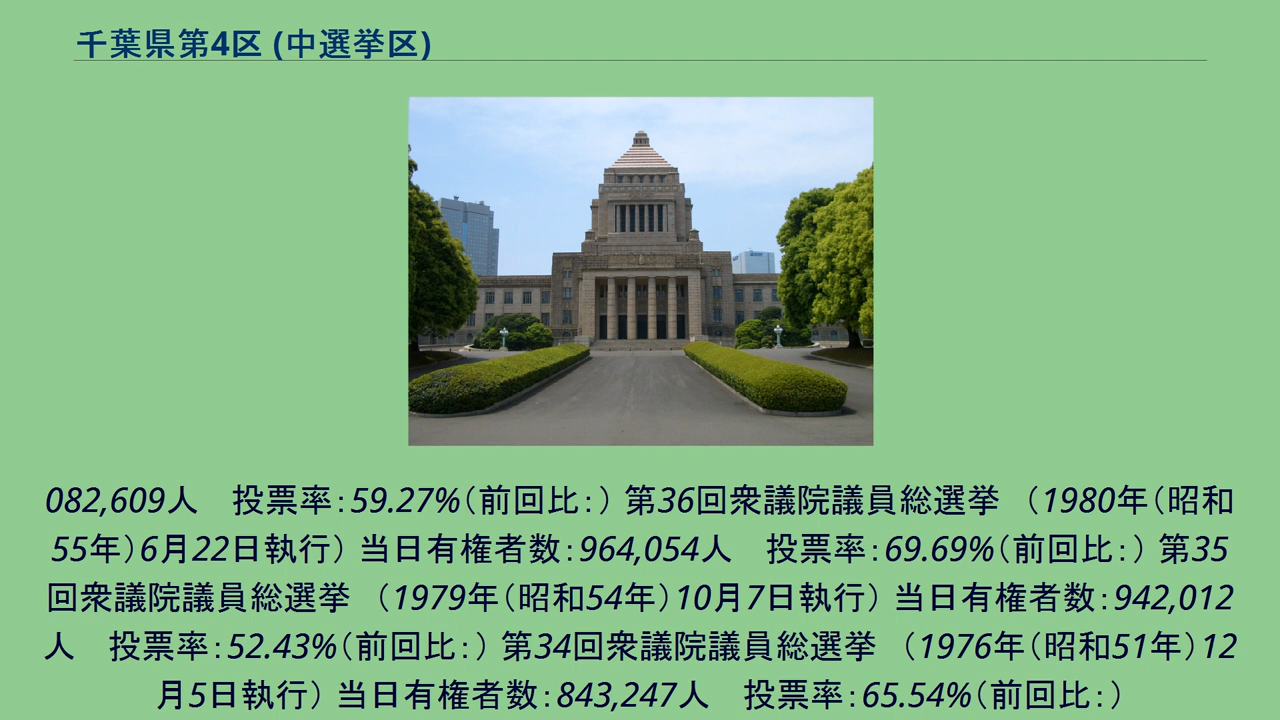 千葉県第4区 (中選挙区)
082,609人　投票率：59.27%（前回比：） 第36回衆議院議員総選挙　（1980年（昭和
55年）6月22日執行） 当日有権者数：964,054人　投票率：69.69%（前回比：） 第35
回衆議院議員総選挙　（1979年（昭和54年）10月7日執行） 当日有権者数：942,012
人　投票率：52.43%（前回比：） 第34回衆議院議員総選挙　（1976年（昭和51年）12
月5日執行） 当日有権者数：843,247人　投票率：65.54%（前回比：）